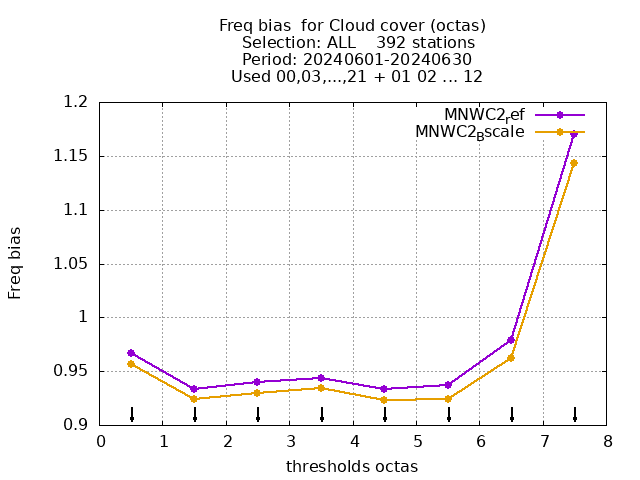 Freq bias  for Cloud cover (octas)
Selection: ALL    392 stations
Period: 20240601-20240630
Used 00,03,...,21 + 01 02 ... 12
MNWC2ref
MNWC2Bscale
1.2
1.15
1.1
1.05
1
0.95
0.9
Freq bias
0 1 2 3 4 5 6 7 8
thresholds octas